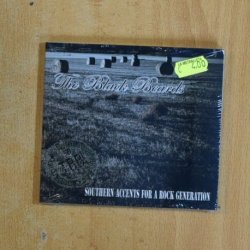 The Black Beards
SOUTHERN ACCENTS FOR A ROCK GENERATION